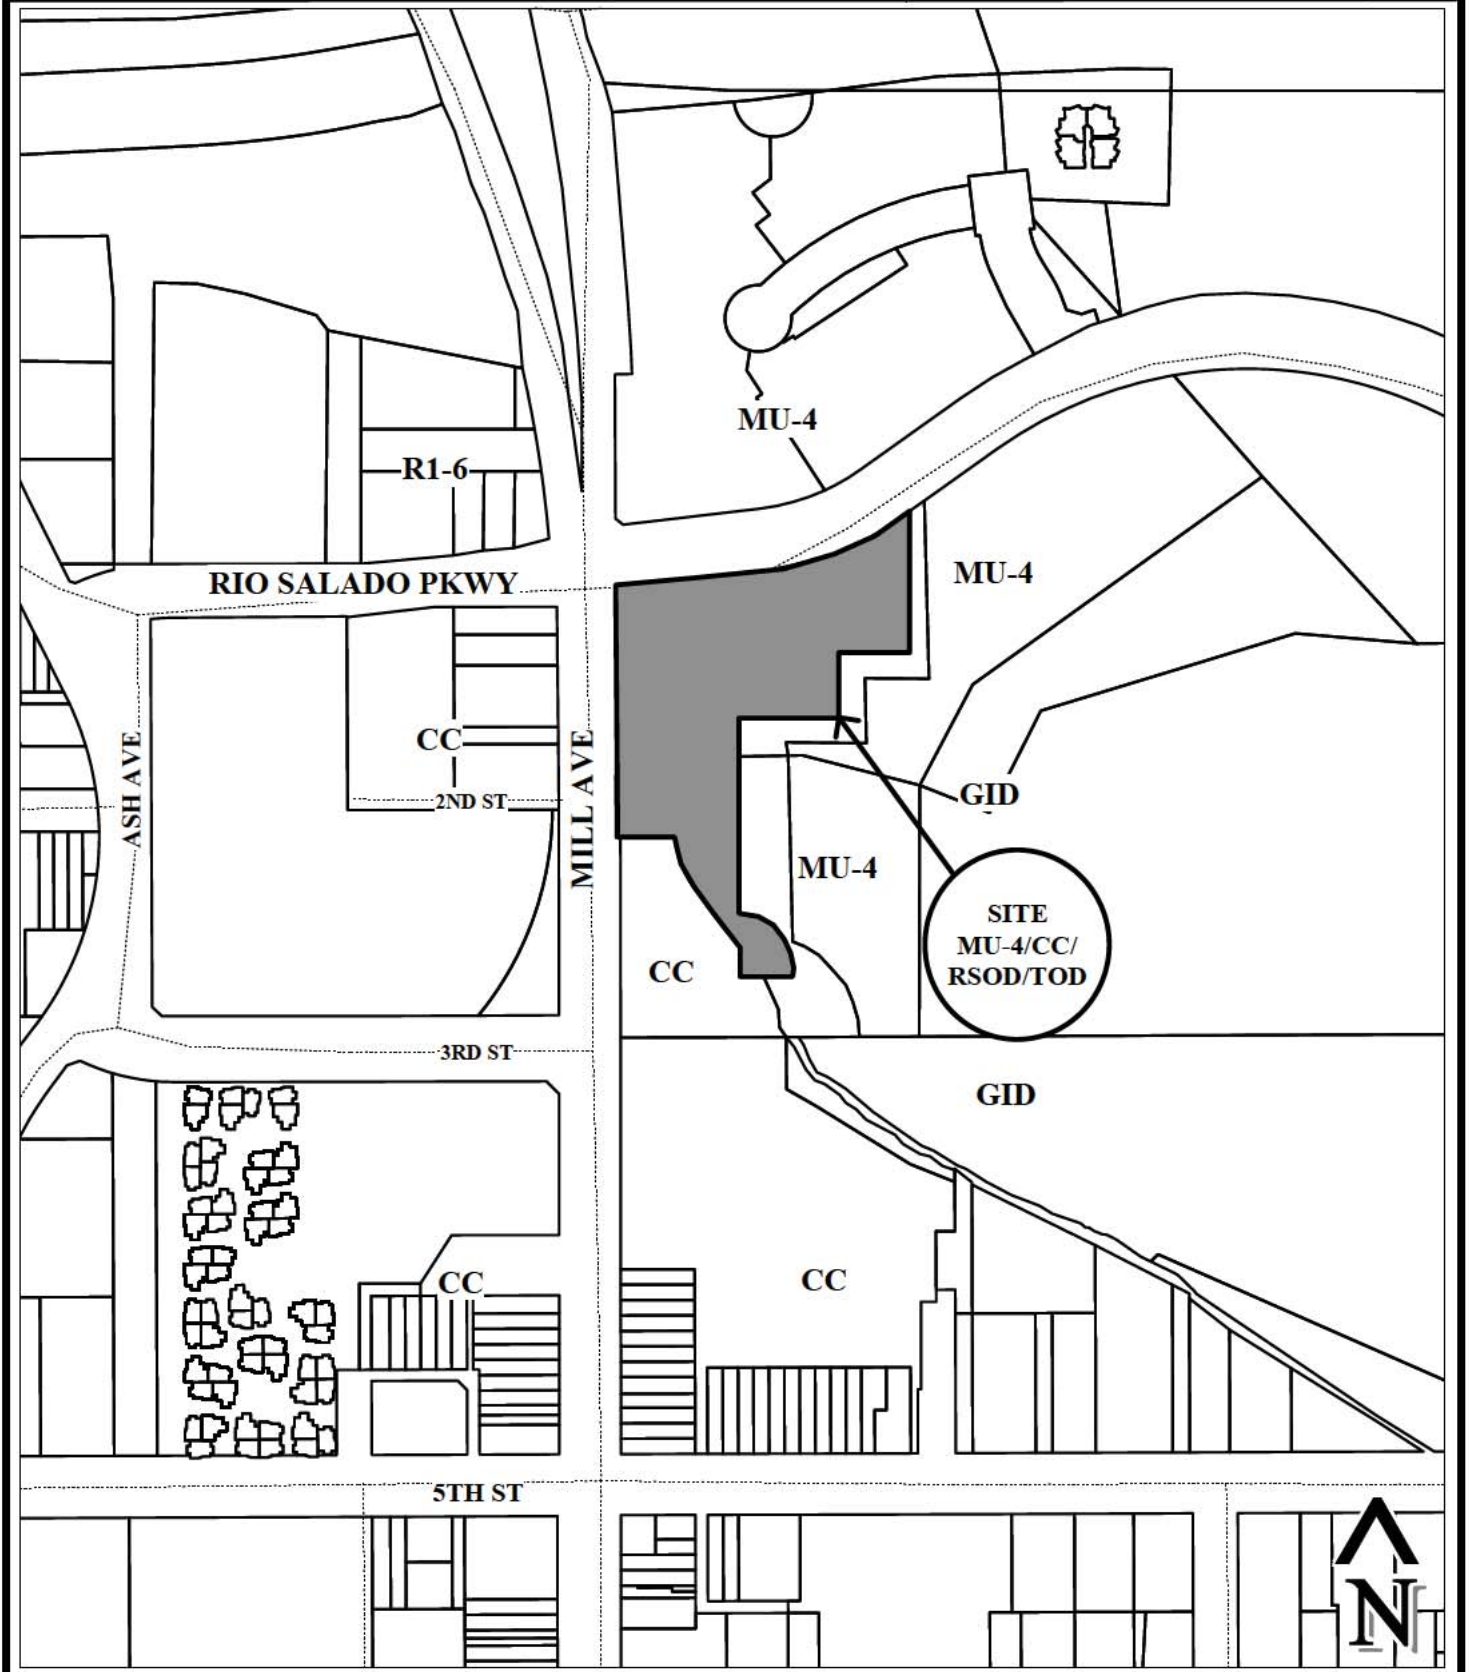 MU-4
R1-6
MU-4
RIO SALADO PKWY
CC
ASH AVE
MILL AVE
2ND ST
GID
MU-4
SITE
MU-4/CC/
RSOD/TOD
CC
3RD ST
GID
CC
CC
5TH ST
N